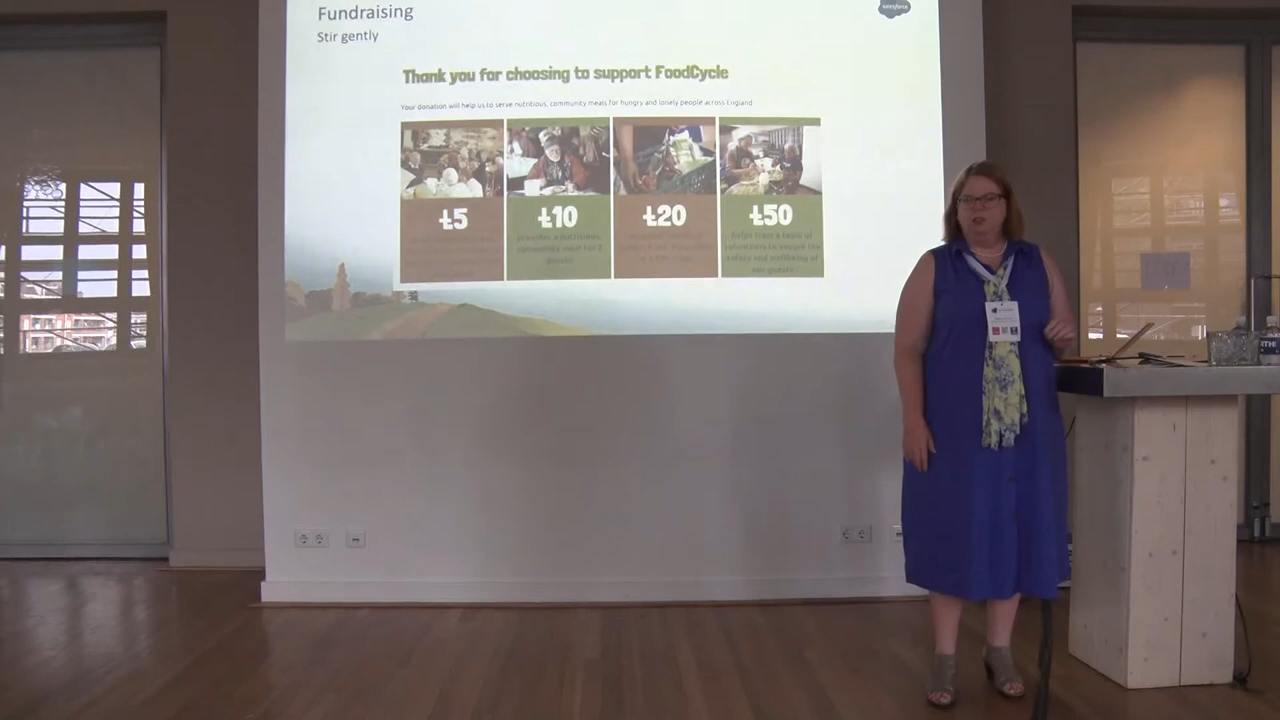 Fundraising
Stir gently
salesforce
Thank you for choosing to support FoodCycle
Your donation will help us to serve nutritious, community meals for hungry and lonely people across England
£5
£10
£20
£50
provides a nutritious,
community meal for 2
guests
helps train a team of
volunteers to ensure the
safety and wellbeing of
our guests